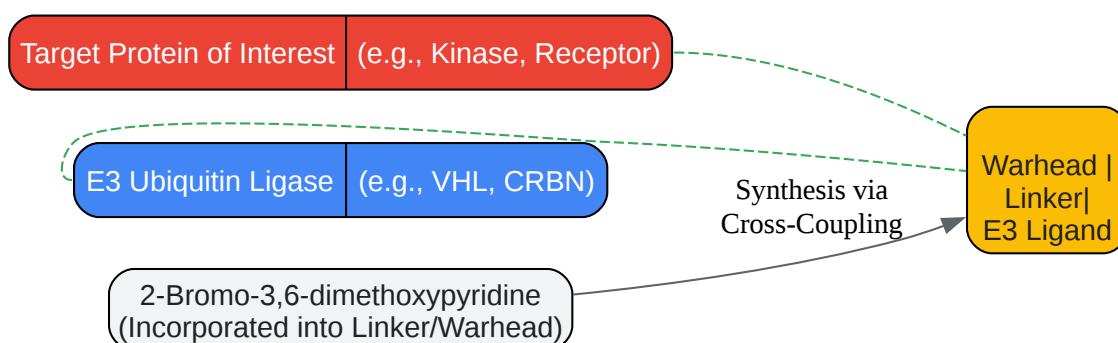 Target Protein of Interest (e.g., Kinase, Receptor)
E3 Ubiquitin Ligase (e.g., VHL, CRBN)
Warhead |
Linker|
E3 Ligand
Synthesis via
Cross-Coupling
2-Bromo-3,6-dimethoxypyridine
(Incorporated into Linker/Warhead)